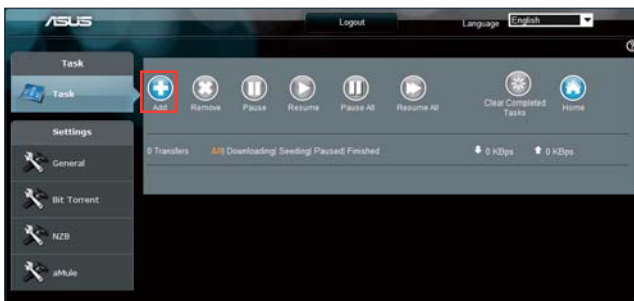 ASUS
Logout
Language English
Task
Task
Add Remove Pause Resume Pause All Resume All Clear Completed Tasks Home
Settings
0 Transfers All| Downloading| Seeding| Paused| Finished 0 KBps 0 KBps
General
Bit Torrent
NZB
aMule